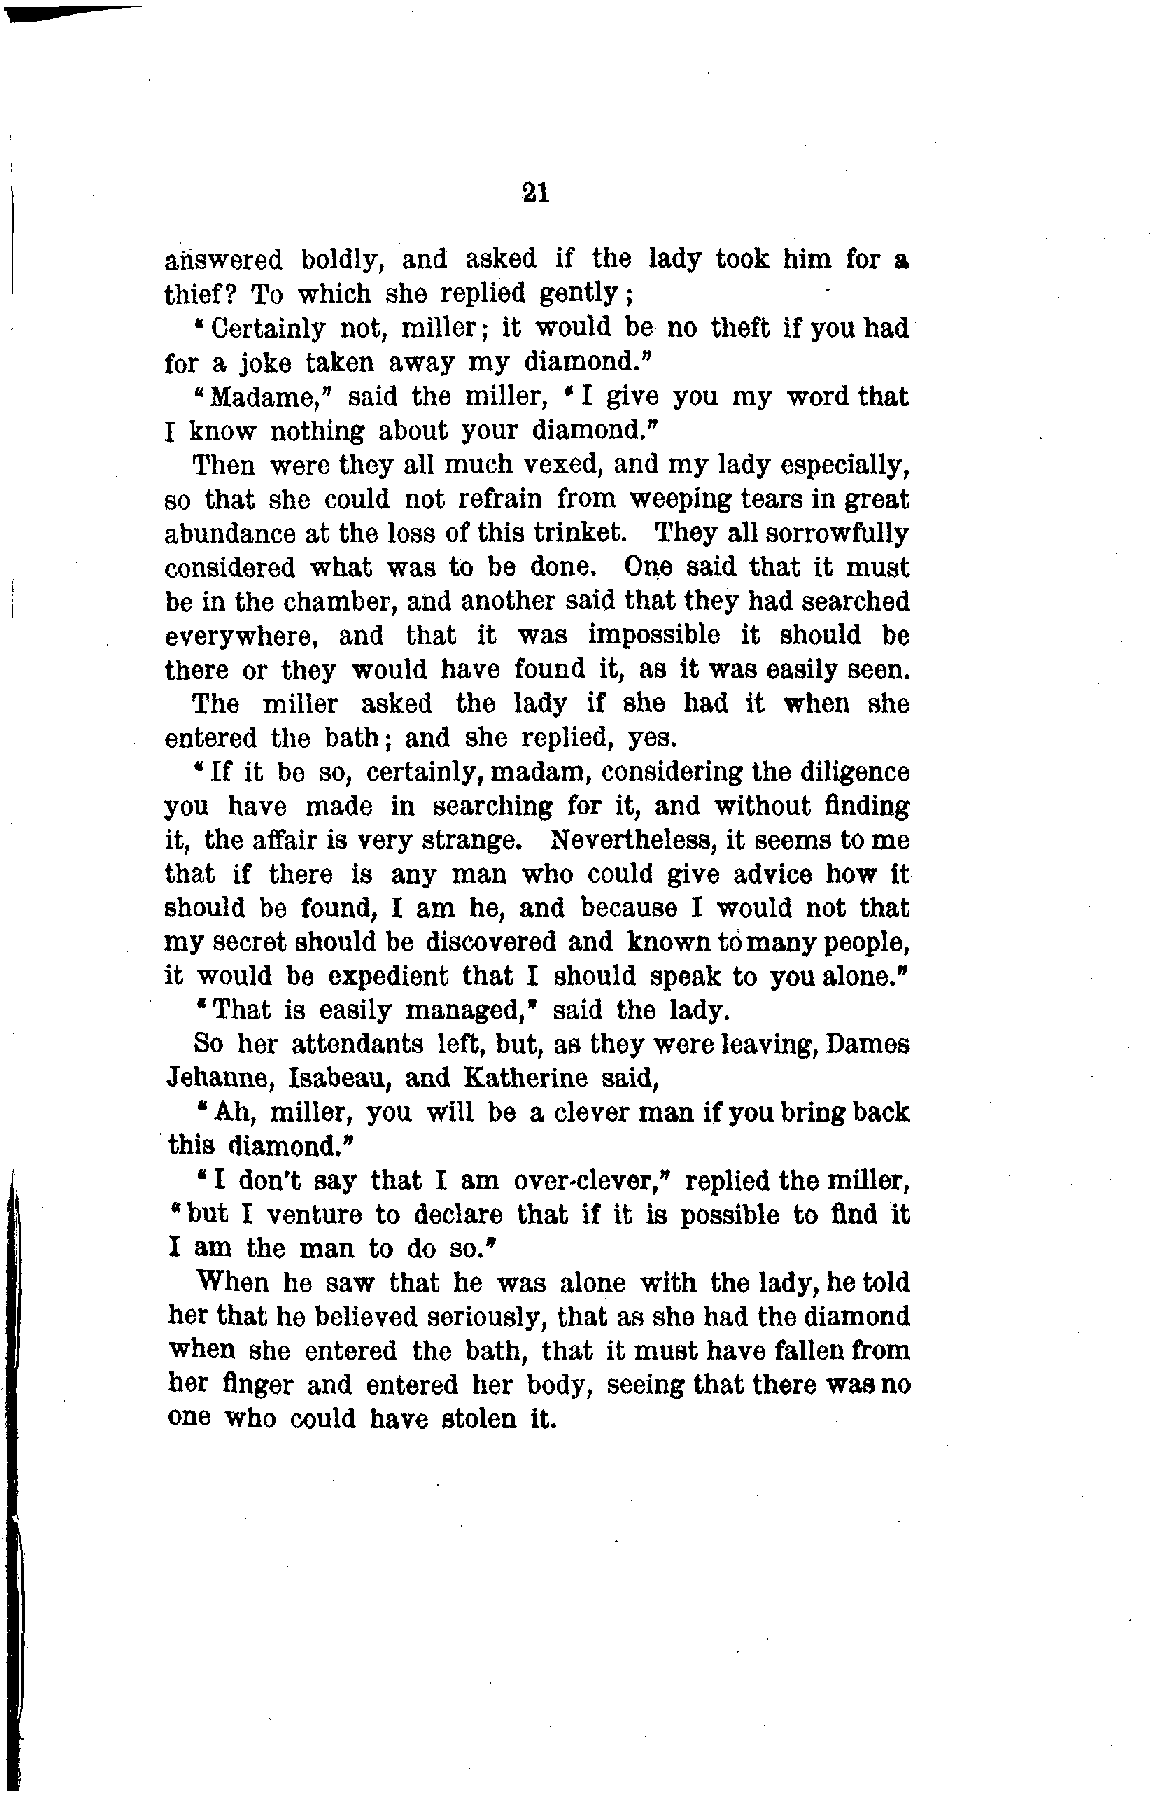 21
answered boldly, and asked if the lady took him for a
thief? To which she replied gently;
"Certainly not, miller; it would be no theft if you had
for a joke taken away my diamond."
"Madame," said the miller, "I give you my word that
I know nothing about your diamond."
Then were they all much vexed, and my lady especially,
so that she could not refrain from weeping tears in great
abundance at the loss of this trinket. They all sorrowfully
considered what was to be done. One said that it must
be in the chamber, and another said that they had searched
everywhere, and that it was impossible it should be
there or they would have found it, as it was easily seen.
The miller asked the lady if she had it when she
entered the bath; and she replied, yes.
"If it be so, certainly, madam, considering the diligence
you have made in searching for it, and without finding
it, the affair is very strange. Nevertheless, it seems to me
that if there is any man who could give advice how it
should be found, I am he, and because I would not that
my secret should be discovered and known to many people,
it would be expedient that I should speak to you alone."
"That is easily managed," said the lady.
So her attendants left, but, as they were leaving, Dames
Jehanne, Isabeau, and Katherine said,
"Ah, miller, you will be a clever man if you bring back
this diamond."
"I don't say that I am over-clever," replied the miller,
"but I venture to declare that if it is possible to find it
I am the man to do so."
When he saw that he was alone with the lady, he told
her that he believed seriously, that as she had the diamond
when she entered the bath, that it must have fallen from
her finger and entered her body, seeing that there was no
one who could have stolen it.